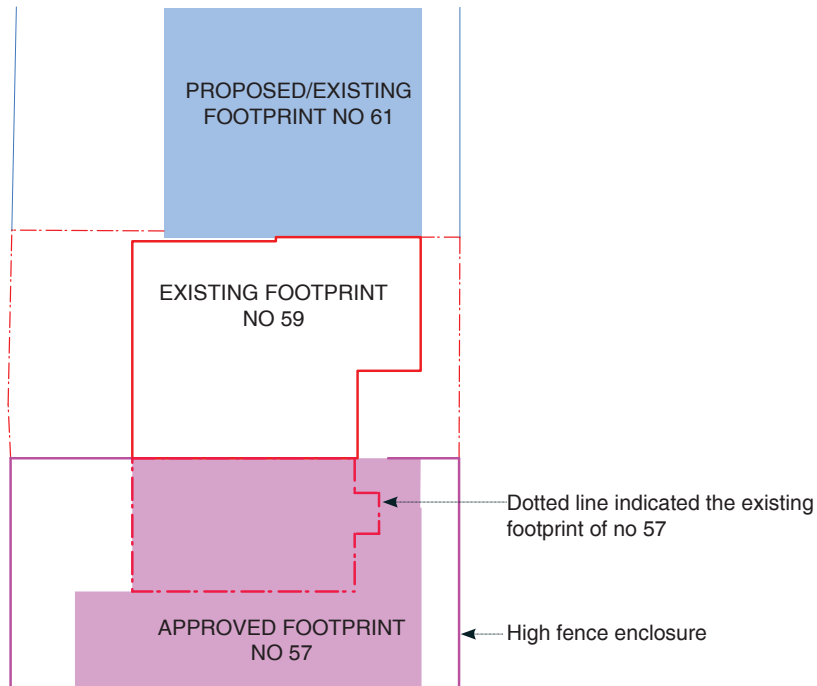 PROPOSED/EXISTING
FOOTPRINT NO 61
EXISTING FOOTPRINT
NO 59
Dotted line indicated the existing
footprint of no 57
APPROVED FOOTPRINT
NO 57
High fence enclosure